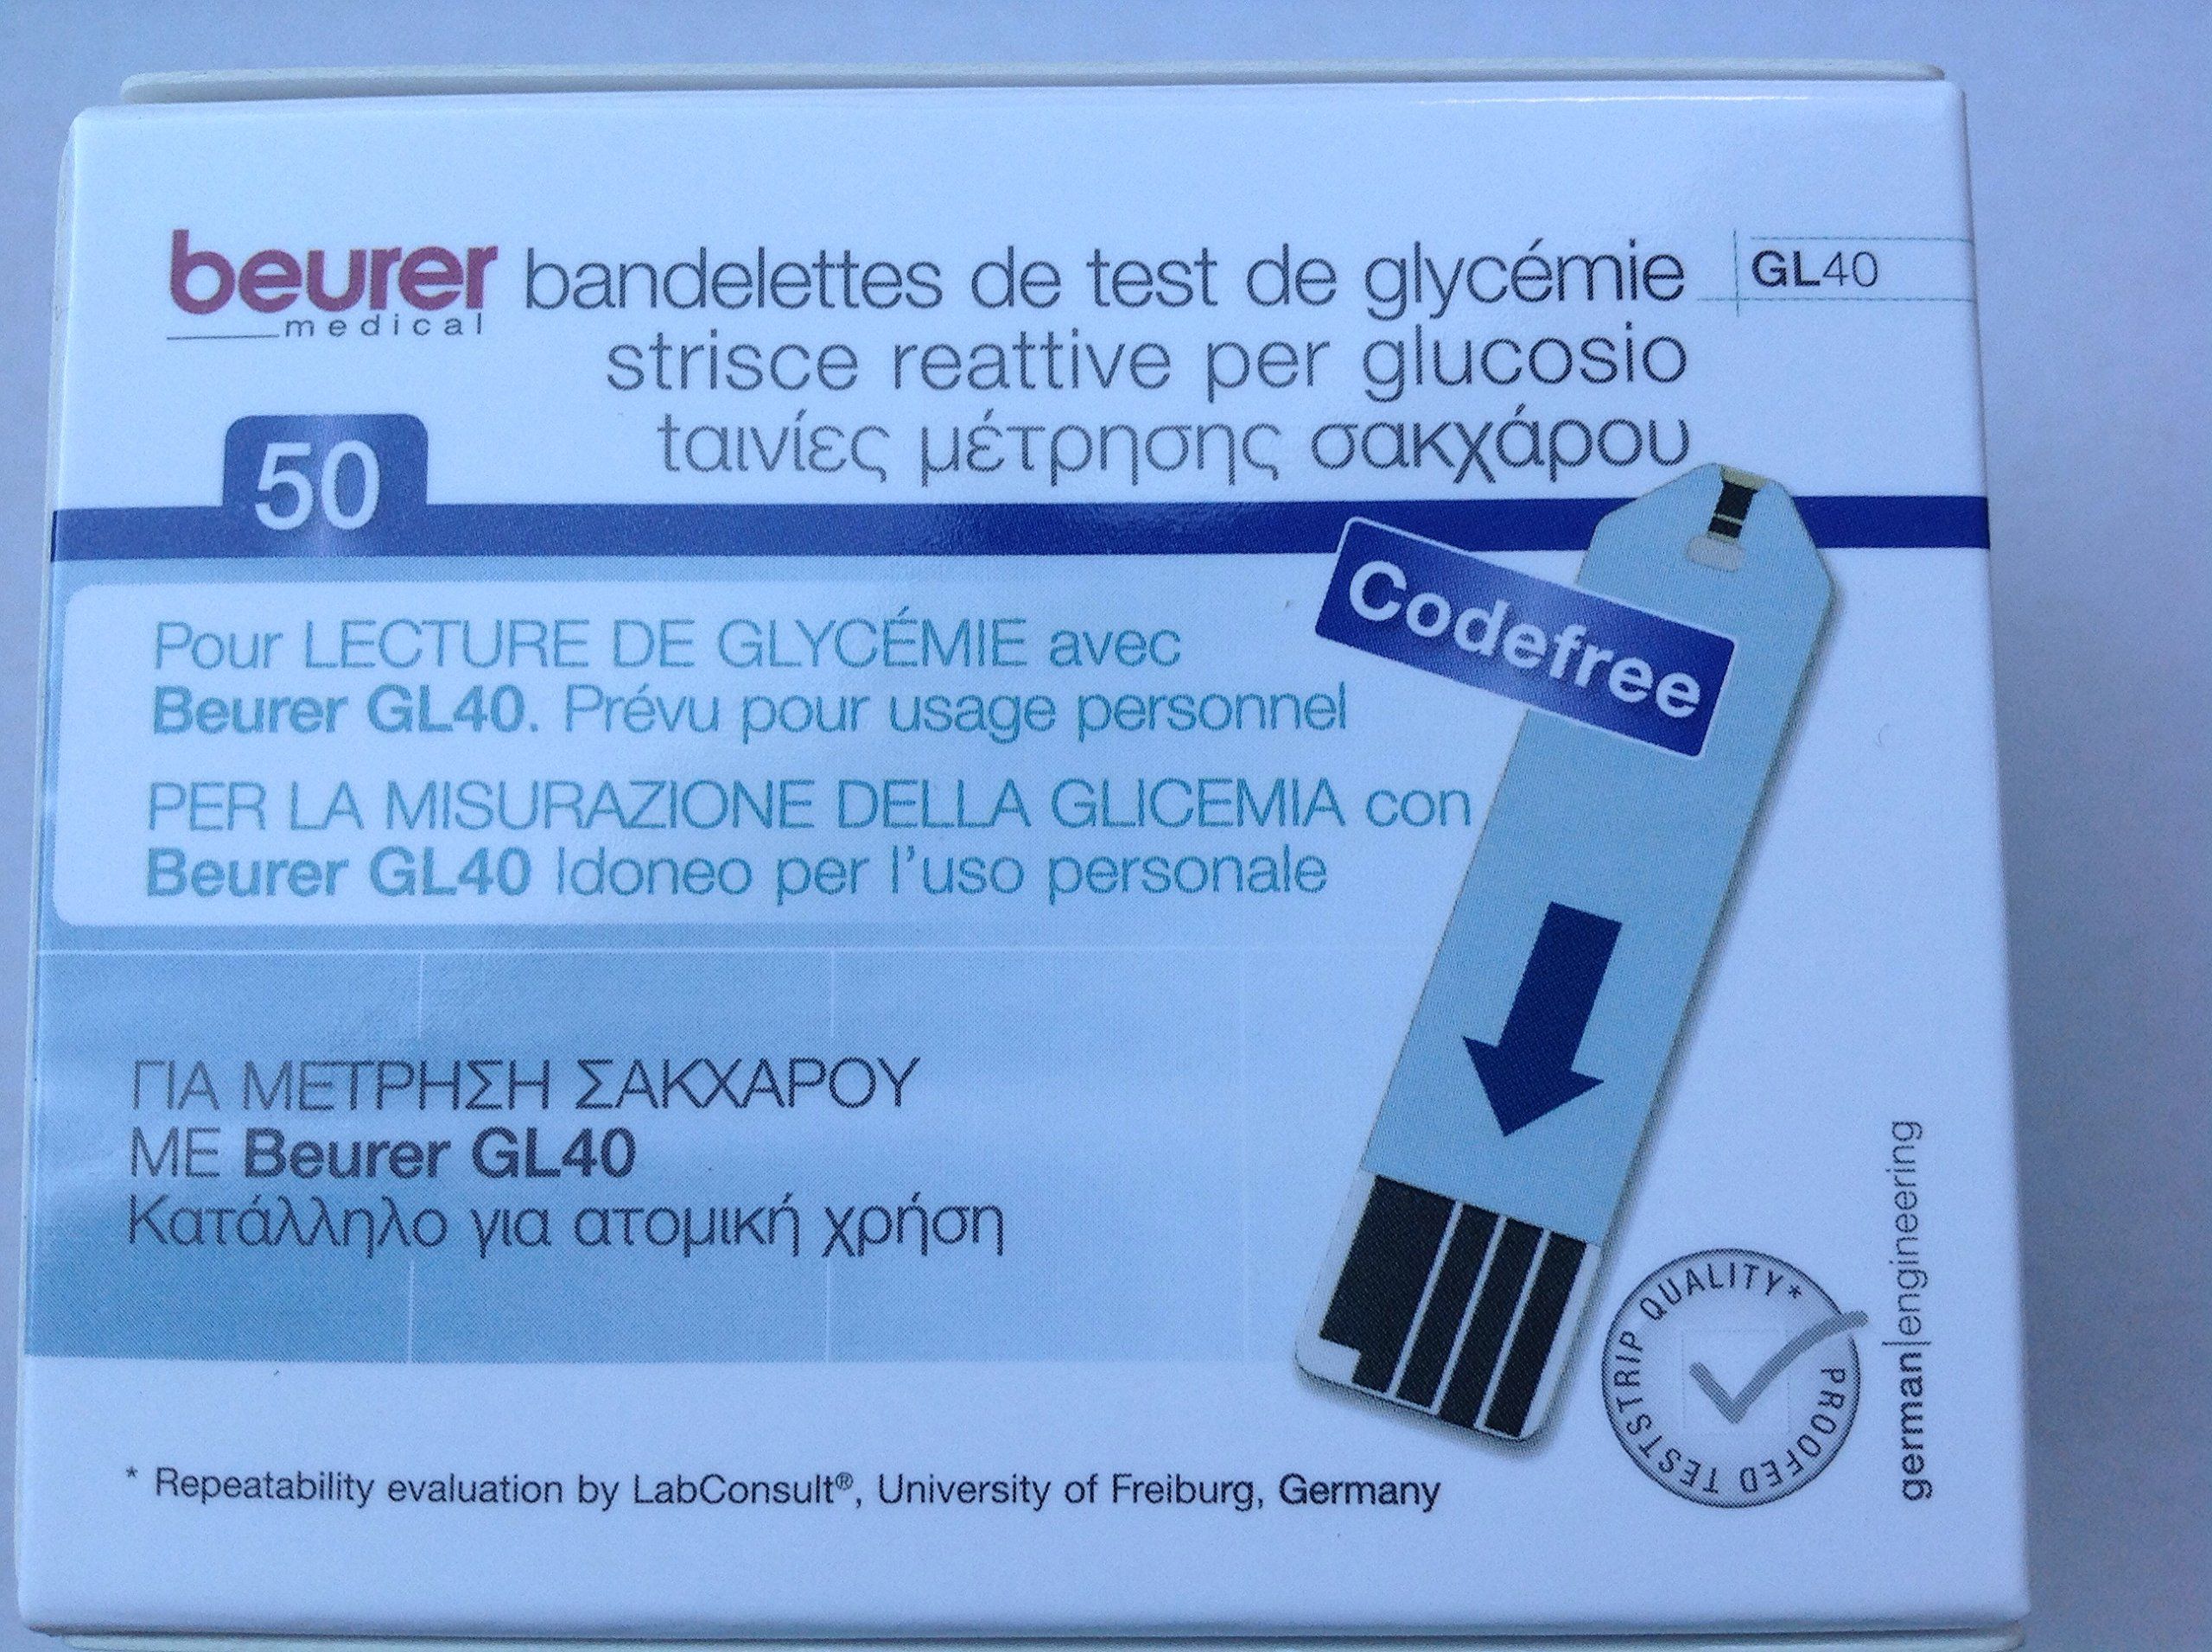 beurer bandelettes de test de glycémie GL40
medical
strisce reattive per glucosio
ταινίες μέτρησης σακχάρου
50
Codefree
Pour LECTURE DE GLYCÉMIE avec
Beurer GL40. Prévu pour usage personnel
PER LA MISURAZIONE DELLA GLICEMIA con
Beurer GL40 Idoneo per l'uso personale
ΓΙΑ ΜΕΤΡΗΣΗ ΣΑΚΧΑΡΟΥ
ΜΕ Beurer GL40
Κατάλληλο για ατομική χρήση
german|engineering
PROOFED TESTSTRIP QUALITY*
* Repeatability evaluation by LabConsult®, University of Freiburg, Germany